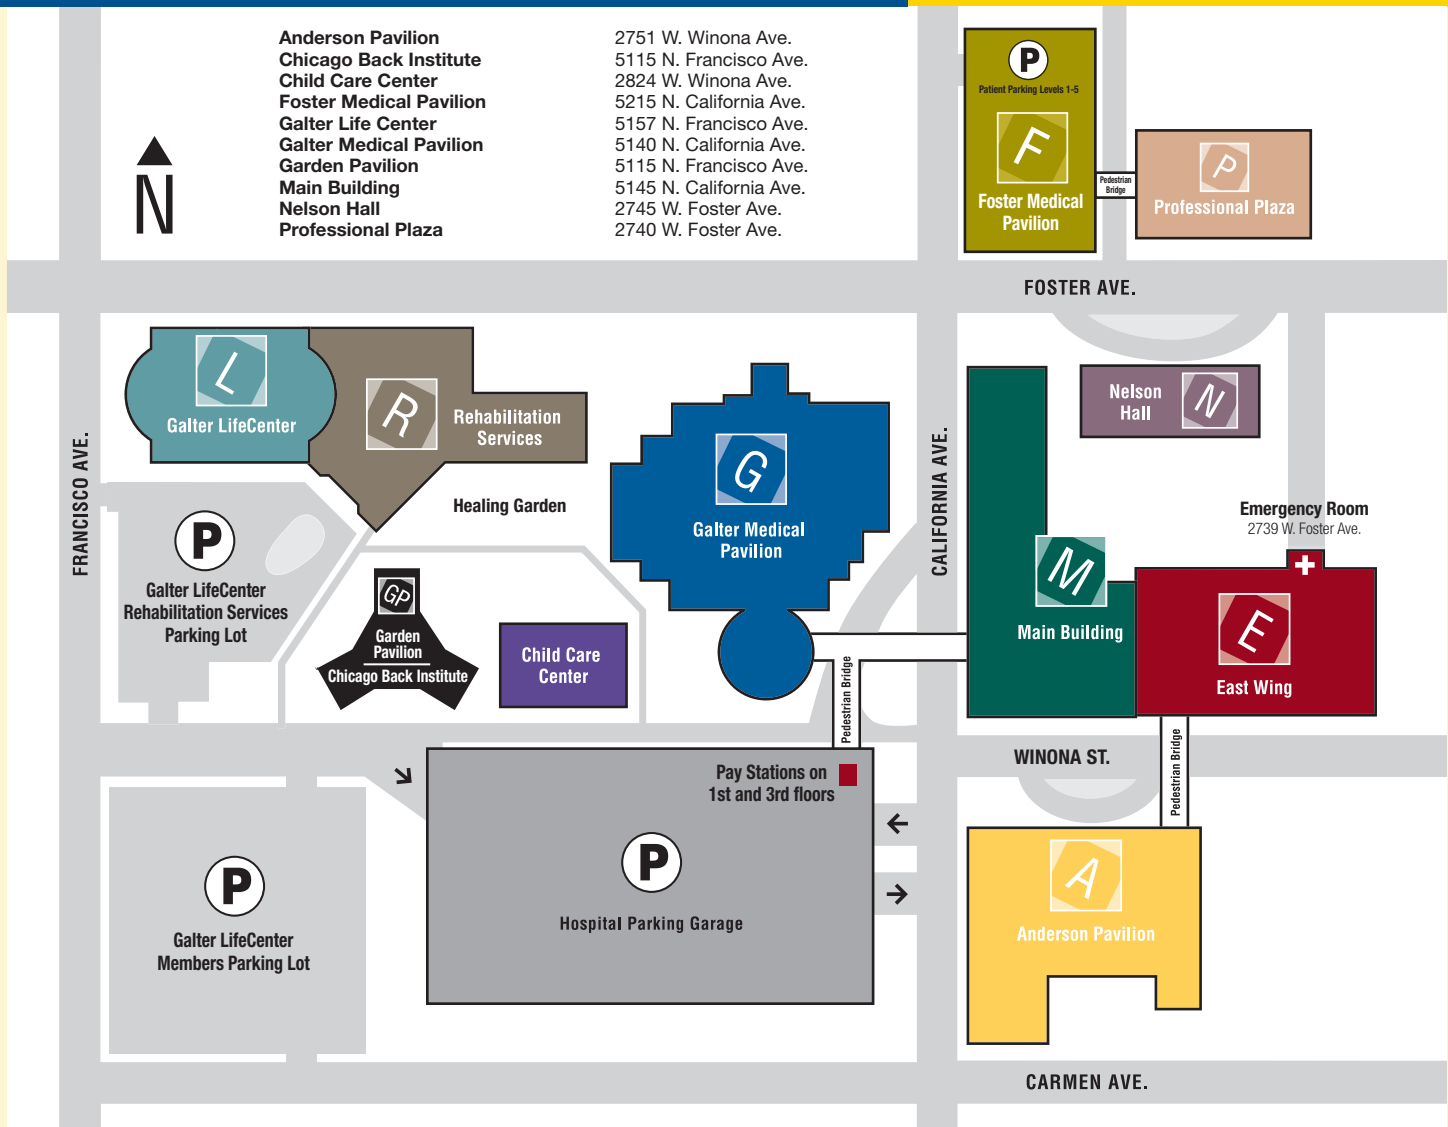 Anderson Pavilion 2751 W. Winona Ave.
Chicago Back Institute 5115 N. Francisco Ave.
Child Care Center 2824 W. Winona Ave.
Foster Medical Pavilion 5215 N. California Ave.
Galter Life Center 5157 N. Francisco Ave.
Galter Medical Pavilion 5140 N. California Ave.
Garden Pavilion 5115 N. Francisco Ave.
Main Building 5145 N. California Ave.
Nelson Hall 2745 W. Foster Ave.
Professional Plaza 2740 W. Foster Ave.
N
P
Patient Parking Levels 1-5
F
Foster Medical
Pavilion
Pedestrian
Bridge
P
Professional Plaza
FOSTER AVE.
FRANCISCO AVE.
L
Galter LifeCenter
R
Rehabilitation
Services
Healing Garden
G
Galter Medical
Pavilion
CALIFORNIA AVE.
Nelson
Hall
N
Emergency Room
2739 W. Foster Ave.
M
Main Building
E
East Wing
P
Galter LifeCenter
Rehabilitation Services
Parking Lot
GP
Garden
Pavilion
Chicago Back Institute
Child Care
Center
Pedestrian Bridge
WINONA ST.
Pedestrian Bridge
Pay Stations on
1st and 3rd floors
P
Hospital Parking Garage
P
Galter LifeCenter
Members Parking Lot
A
Anderson Pavilion
CARMEN AVE.